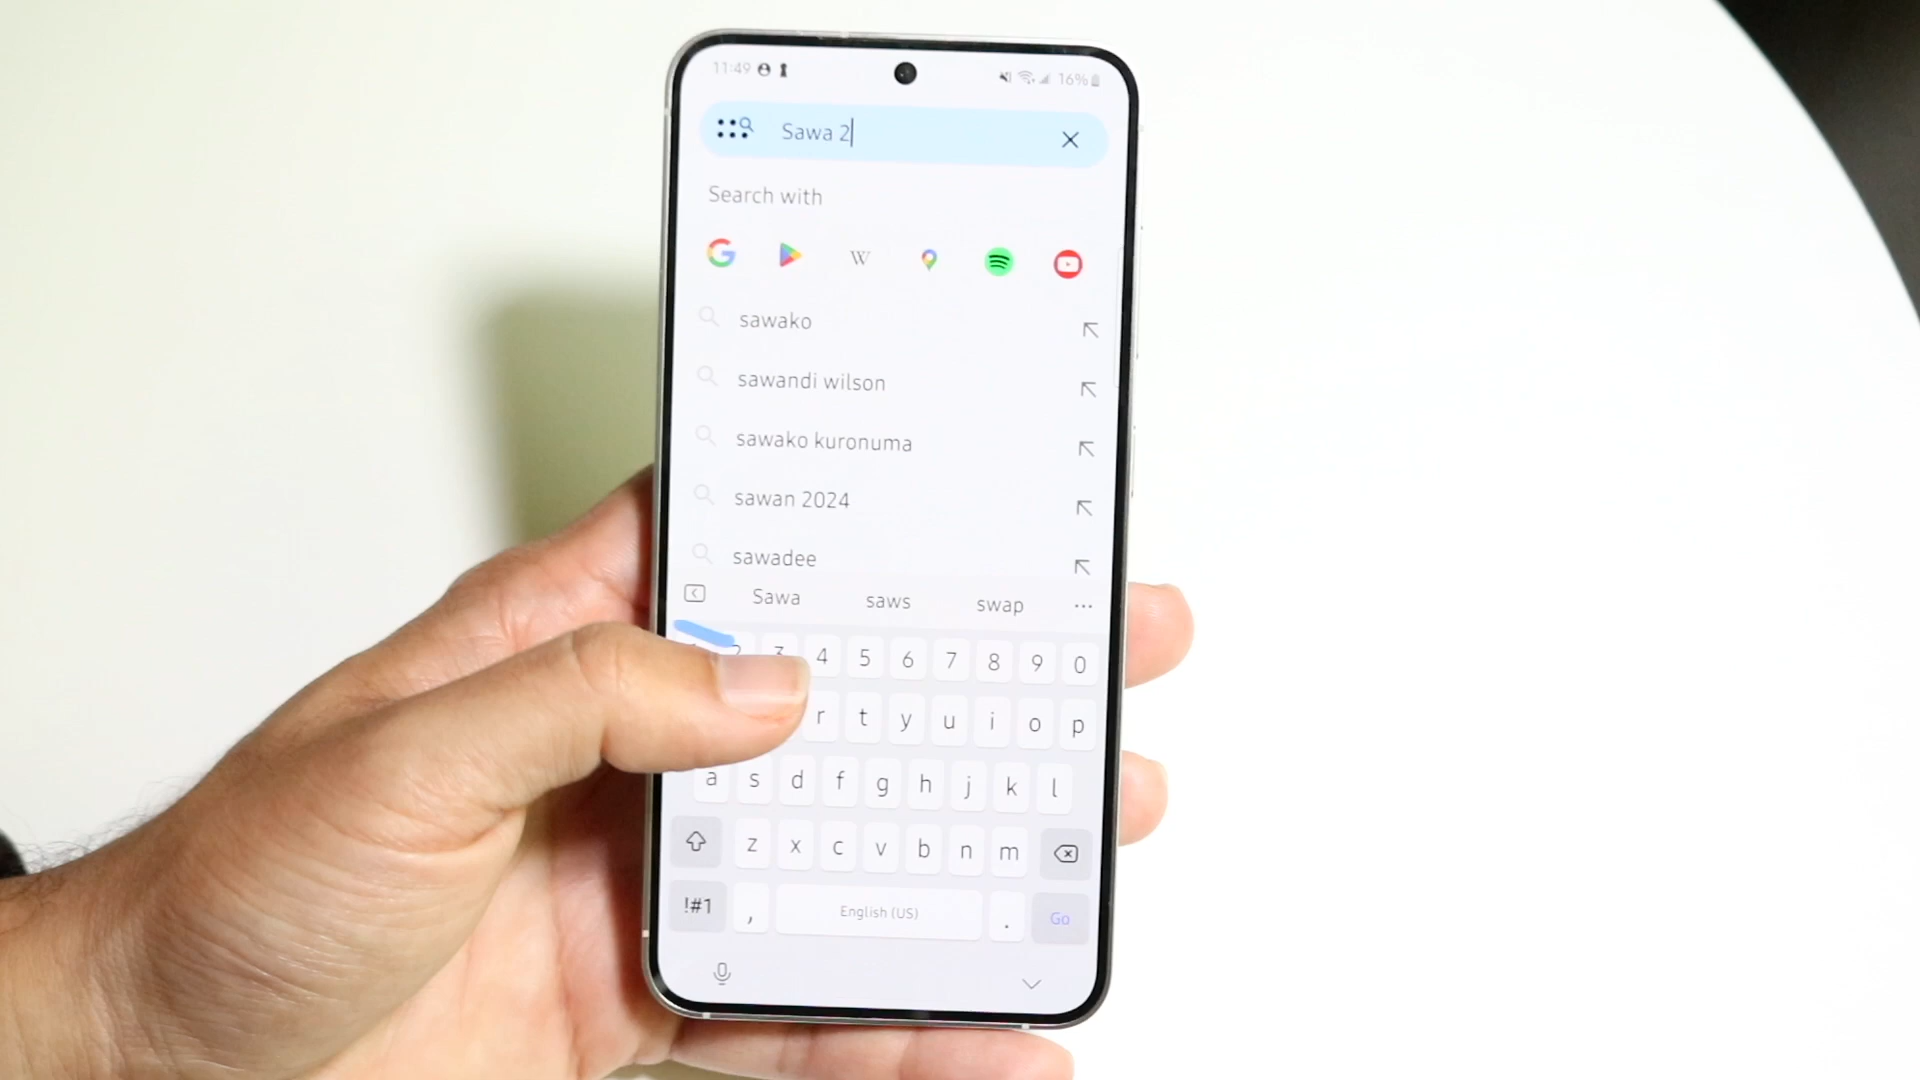 11:49 16%
Sawa 2
Search with
W
sawako
sawandi wilson
sawako kuronuma
sawan 2024
sawadee
Sawa saws swap ...
2 3 4 5 6 7 8 9 0
r t y u i o p
a s d f g h j k l
z x c v b n m
!#1 , English (US) . Go